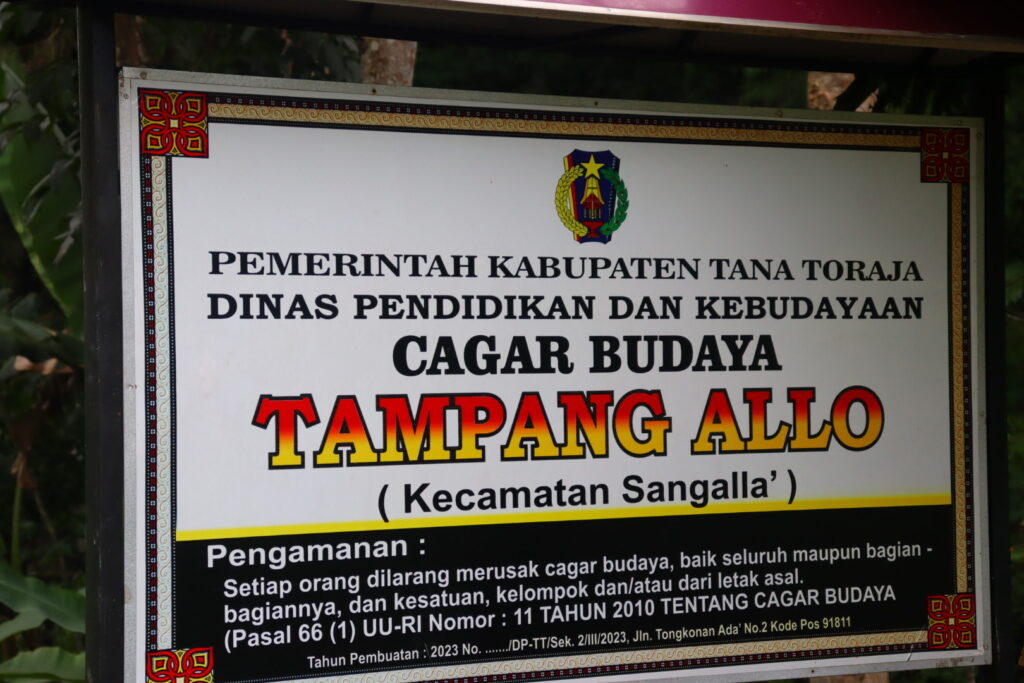 PEMERINTAH KABUPATEN TANA TORAJA
DINAS PENDIDIKAN DAN KEBUDAYAAN
CAGAR BUDAYA
TAMPANG ALLO
( Kecamatan Sangalla' )
Pengamanan :
Setiap orang dilarang merusak cagar budaya, baik seluruh maupun bagian -
bagiannya, dan kesatuan, kelompok dan/atau dari letak asal.
(Pasal 66 (1) UU-RI Nomor : 11 TAHUN 2010 TENTANG CAGAR BUDAYA
Tahun Pembuatan : 2023 No. ......./DP-TT/Sek. 2/III/2023, Jln. Tongkonan Ada' No.2 Kode Pos 91811